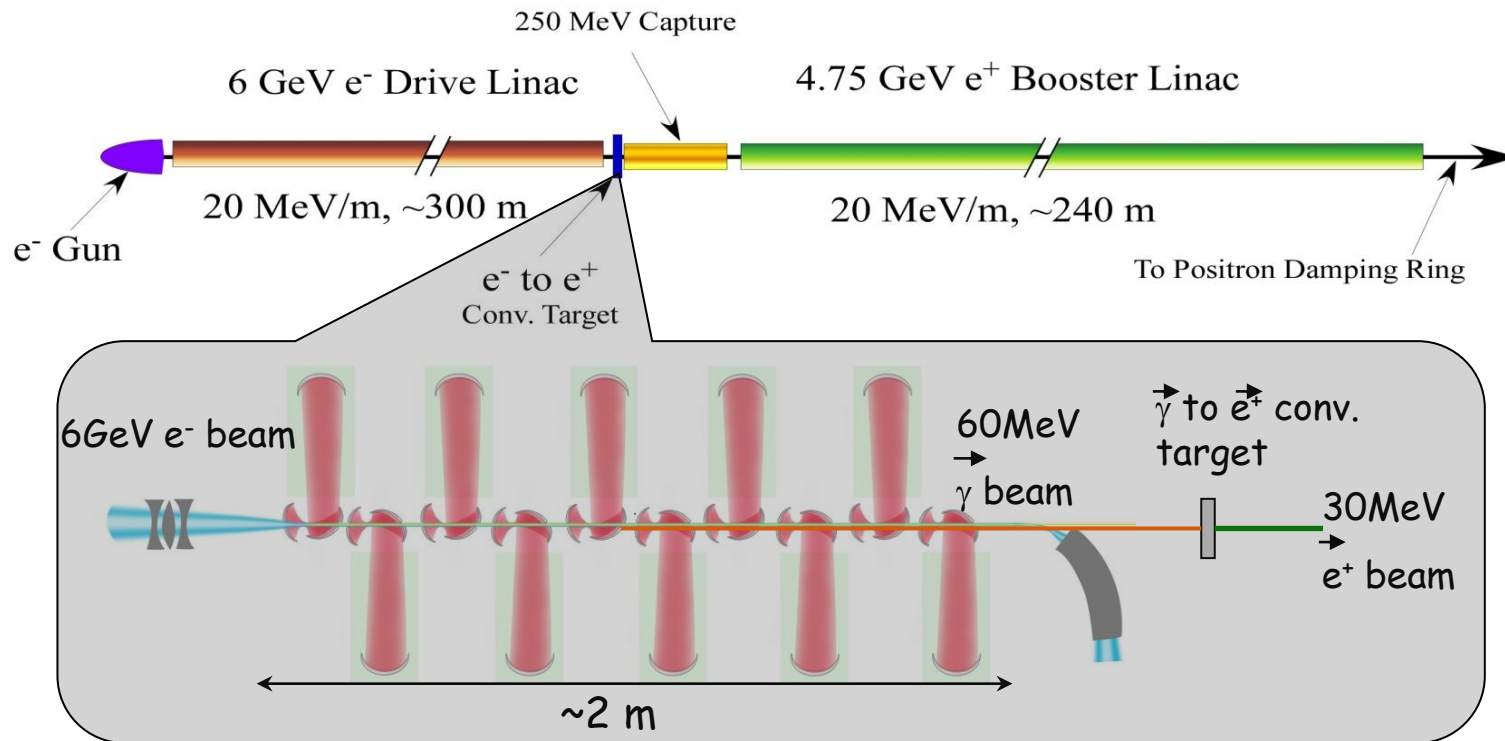 250 MeV Capture
6 GeV e⁻ Drive Linac
4.75 GeV e⁺ Booster Linac
20 MeV/m, ~300 m
20 MeV/m, ~240 m
e⁻ Gun
e⁻ to e⁺
Conv. Target
To Positron Damping Ring
6GeV e⁻ beam
60MeV
γ beam
γ to e⁺ conv.
target
30MeV
e⁺ beam
~2 m